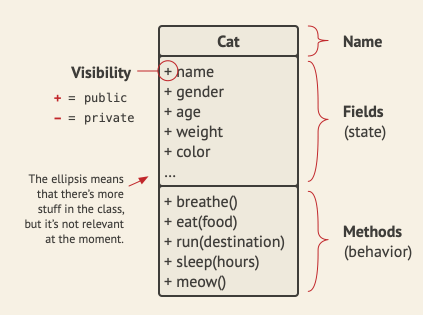 Cat
Name
Visibility
+ = public
− = private
+ name
+ gender
+ age
+ weight
+ color
...
Fields
(state)
The ellipsis means
that there's more
stuff in the class,
but it's not relevant
at the moment.
+ breathe()
+ eat(food)
+ run(destination)
+ sleep(hours)
+ meow()
Methods
(behavior)